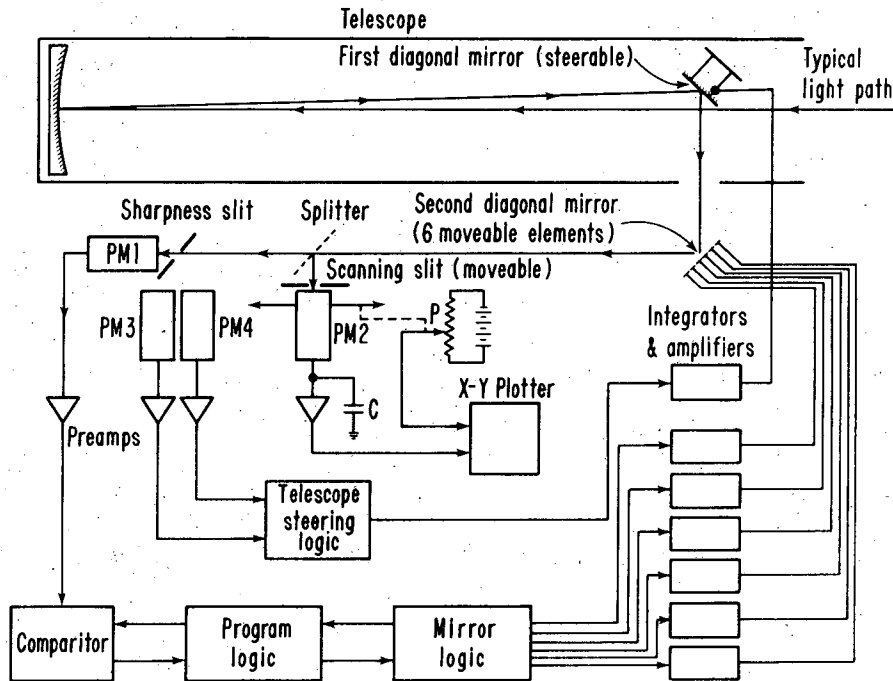 Telescope
First diagonal mirror (steerable)
Typical
light path
Sharpness slit
Splitter
Second diagonal mirror
(6 moveable elements)
PM1
Scanning slit (moveable)
PM3
PM4
PM2
P
Integrators
& amplifiers
X-Y Plotter
C
Preamps
Telescope
steering
logic
Comparitor
Program
logic
Mirror
logic